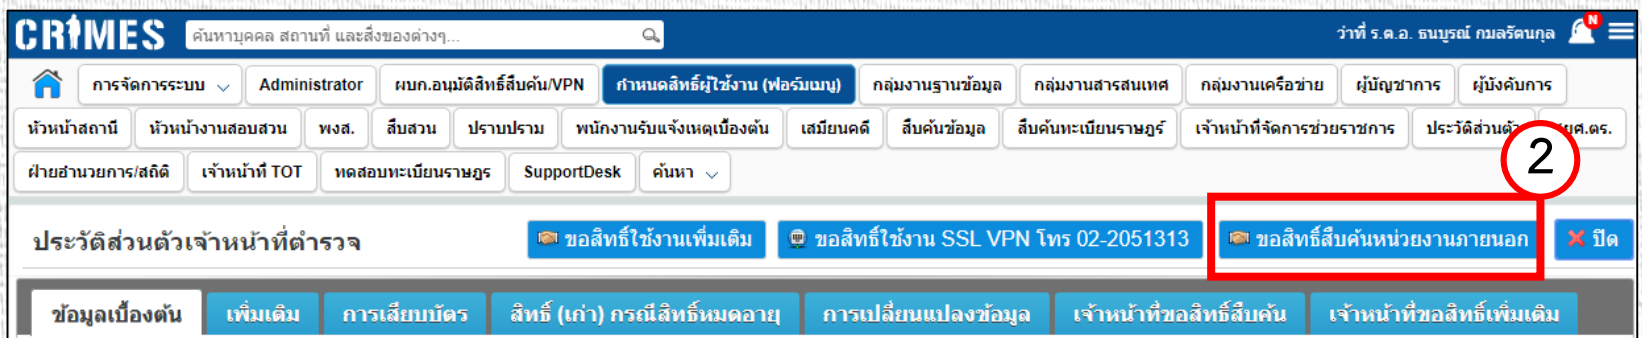 CRIMES ค้นหาบุคคล สถานที่ และสิ่งของต่างๆ... ว่าที่ ร.ต.อ. ธนบูรณ์ กมลรัตนกุล N
การจัดการระบบ Administrator ผบก.อนุมัติสิทธิ์สืบค้น/VPN กำหนดสิทธิ์ผู้ใช้งาน (ฟอร์มเมนู) กลุ่มงานฐานข้อมูล กลุ่มงานสารสนเทศ กลุ่มงานเครือข่าย ผู้บัญชาการ ผู้บังคับการ
หัวหน้าสถานี หัวหน้างานสอบสวน พงส. สืบสวน ปราบปราม พนักงานรับแจ้งเหตุเบื้องต้น เสมียนคดี สืบค้นข้อมูล สืบค้นทะเบียนราษฎร์ เจ้าหน้าที่จัดการช่วยราชการ ประวัติส่วนตัว ยศ.ตร.
2
ฝ่ายอำนวยการ/สถิติ เจ้าหน้าที่ TOT ทดสอบทะเบียนราษฎร SupportDesk ค้นหา
ประวัติส่วนตัวเจ้าหน้าที่ตำรวจ ขอสิทธิ์ใช้งานเพิ่มเติม ขอสิทธิ์ใช้งาน SSL VPN โทร 02-2051313 ขอสิทธิ์สืบค้นหน่วยงานภายนอก ปิด
ข้อมูลเบื้องต้น เพิ่มเติม การเสียบบัตร สิทธิ์ (เก่า) กรณีสิทธิ์หมดอายุ การเปลี่ยนแปลงข้อมูล เจ้าหน้าที่ขอสิทธิ์สืบค้น เจ้าหน้าที่ขอสิทธิ์เพิ่มเติม